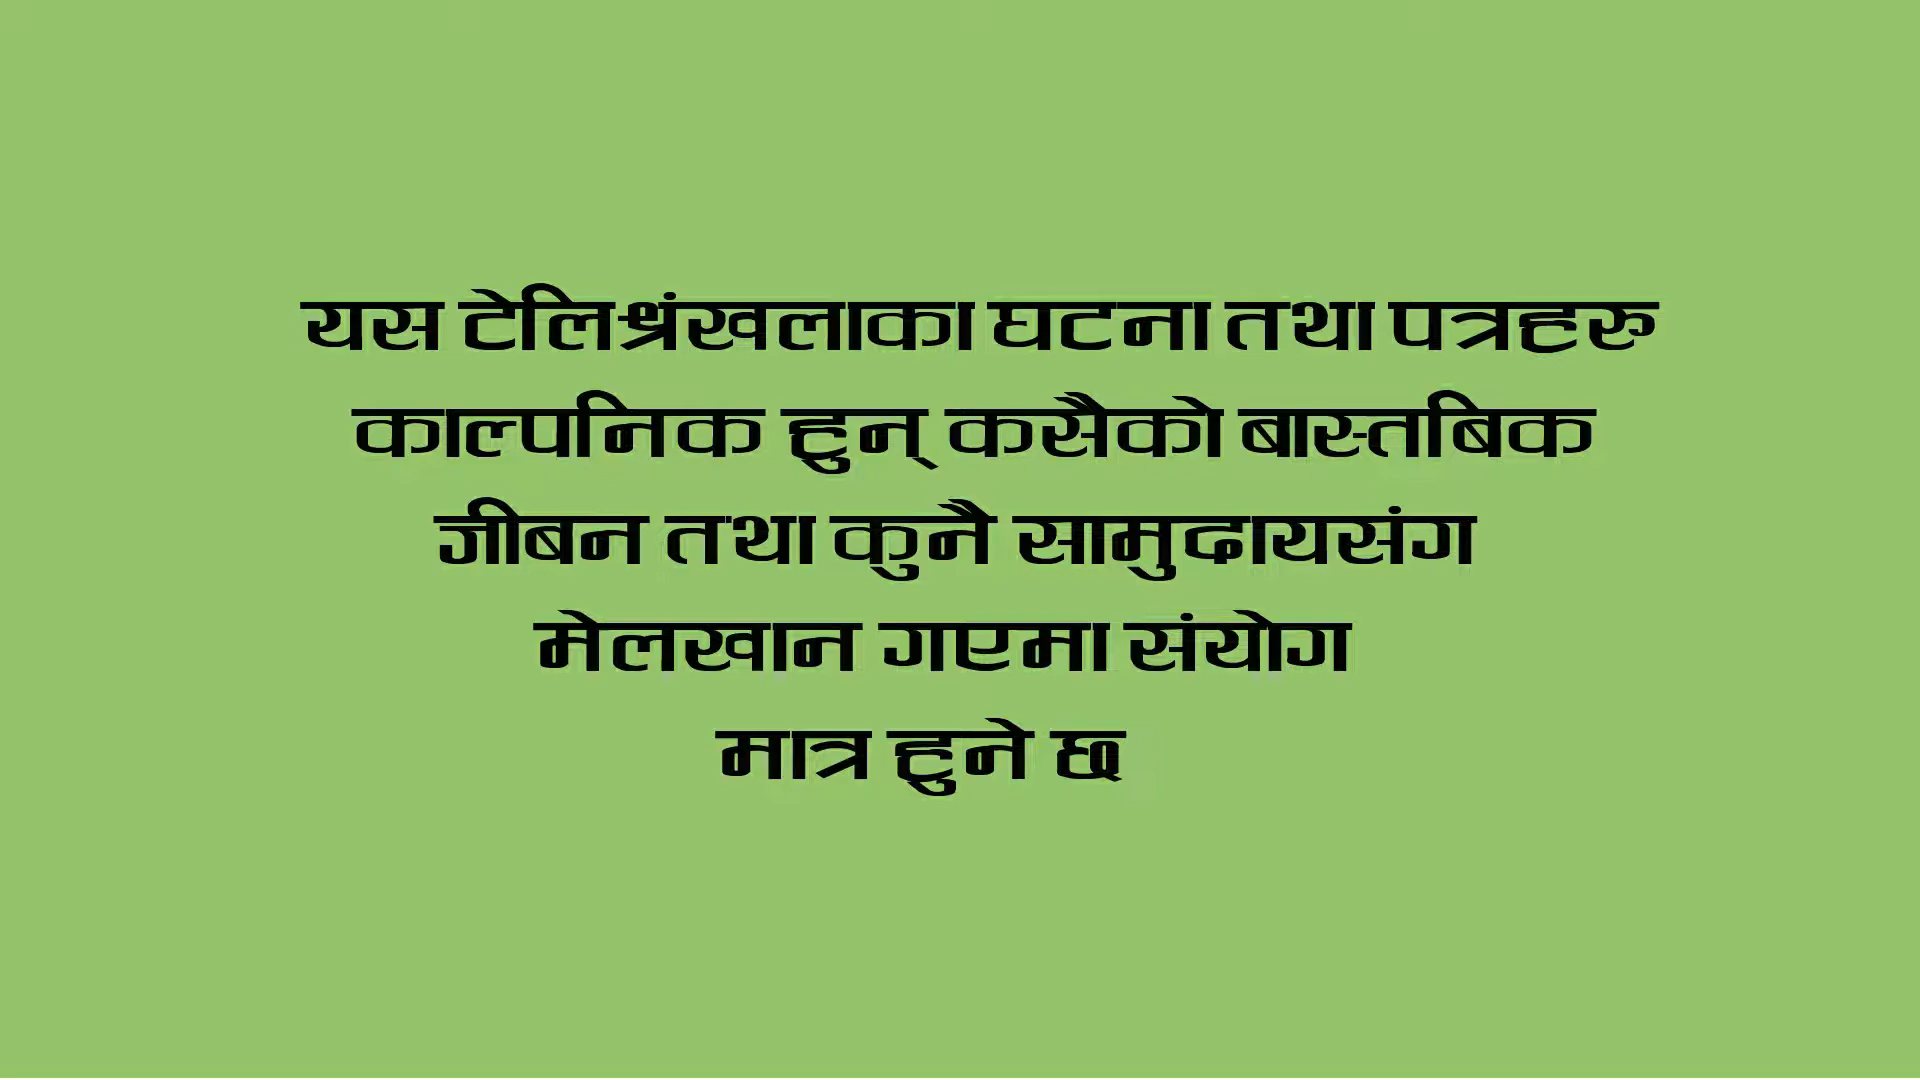 यस टेलिश्रंखलाका घटना तथा पत्रहरु
काल्पनिक हुन् कसैको बास्तबिक
जीबन तथा कुनै सामुदायसंग
मेलखान गएमा संयोग
मात्र हुने छ